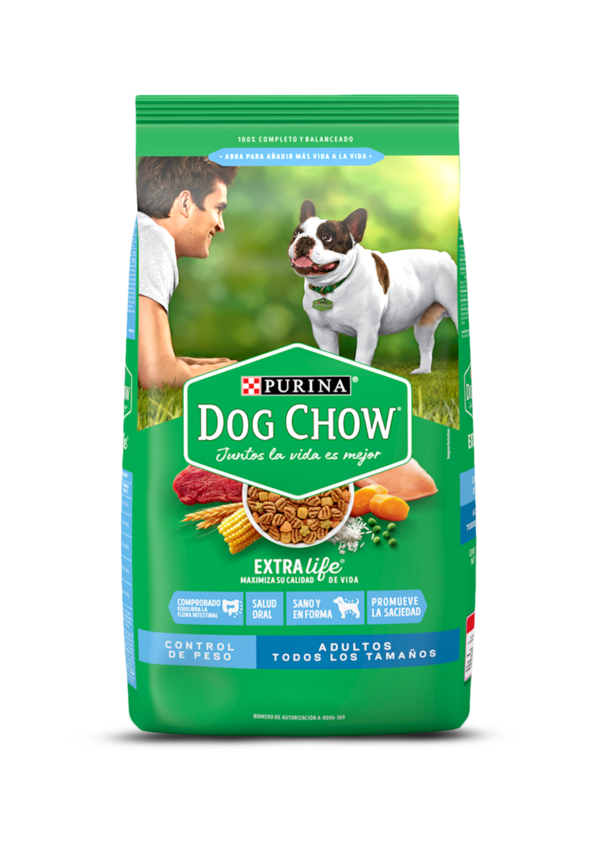 100% COMPLETO Y BALANCEADO
• ABRA PARA AÑADIR MÁS VIDA A LA VIDA •
PURINA®
DOG CHOW®
Juntos la vida es mejor
EXTRA life®
MAXIMIZA SU CALIDAD DE VIDA
COMPROBADO
EQUILIBRA LA
FLORA INTESTINAL
SALUD
ORAL
SANO Y
EN FORMA
PROMUEVE
LA SACIEDAD
CONTROL
DE PESO
ADULTOS
TODOS LOS TAMAÑOS
NÚMERO DE AUTORIZACIÓN A-0006-369